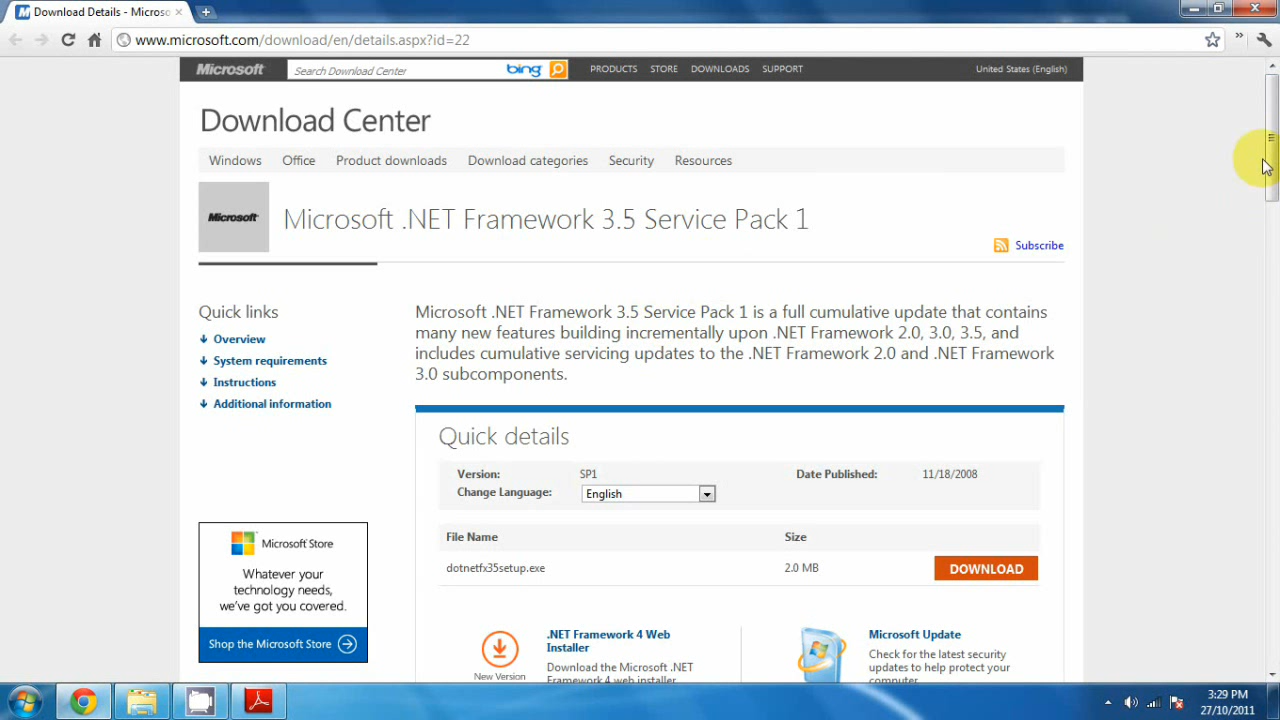 Download Details - Microso
www.microsoft.com/download/en/details.aspx?id=22
Microsoft
Search Download Center
bing
PRODUCTS STORE DOWNLOADS SUPPORT
United States (English)
Download Center
Windows Office Product downloads Download categories Security Resources
Microsoft
Microsoft .NET Framework 3.5 Service Pack 1
Subscribe
Quick links
Overview
System requirements
Instructions
Additional information
Microsoft .NET Framework 3.5 Service Pack 1 is a full cumulative update that contains
many new features building incrementally upon .NET Framework 2.0, 3.0, 3.5, and
includes cumulative servicing updates to the .NET Framework 2.0 and .NET Framework
3.0 subcomponents.
Quick details
Version: SP1 Date Published: 11/18/2008
Change Language: English
File Name Size
dotnetfx35setup.exe 2.0 MB DOWNLOAD
Microsoft Store
Whatever your
technology needs,
we've got you covered.
Shop the Microsoft Store
New Version
.NET Framework 4 Web
Installer
Download the Microsoft .NET
Framework 4 web installer
Microsoft Update
Check for the latest security
updates to help protect your
computer.
3:29 PM
27/10/2011